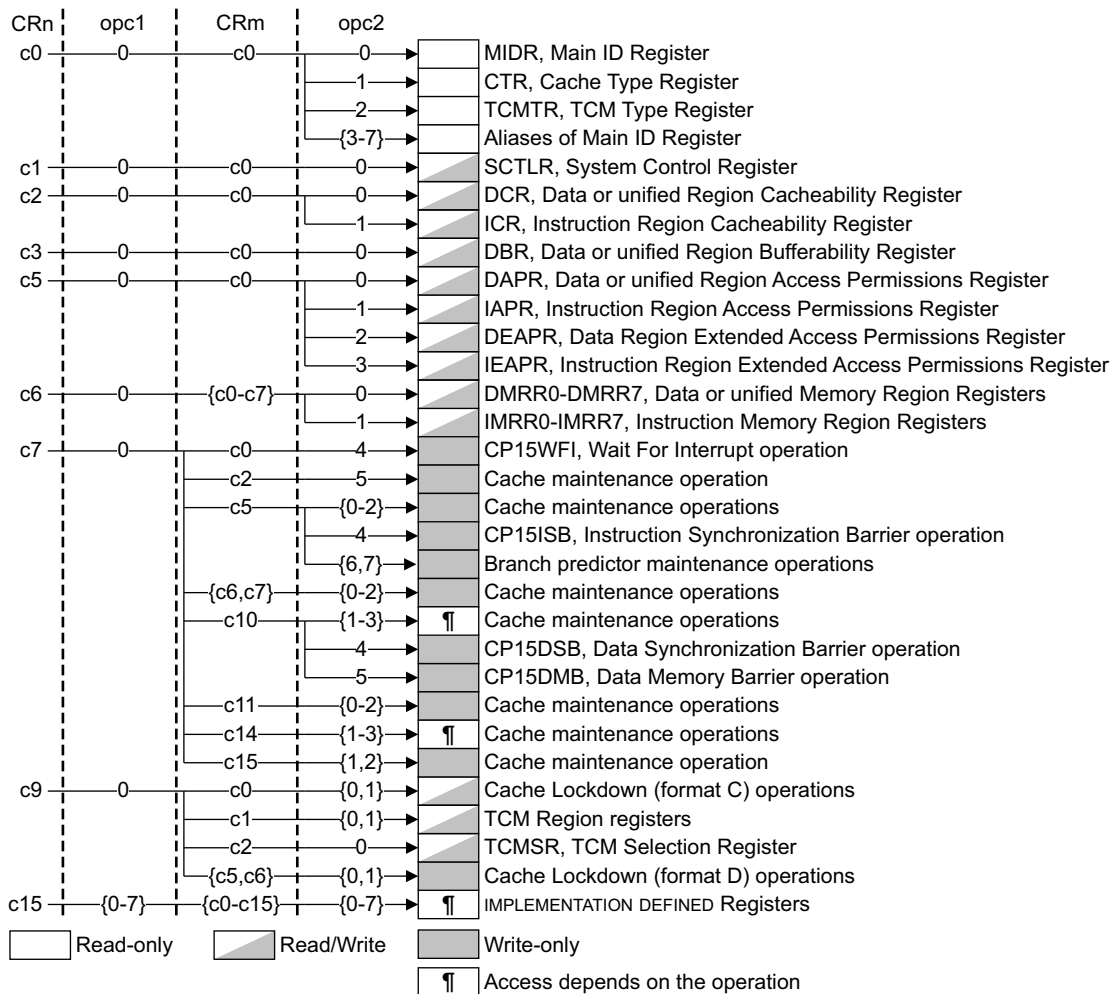 CRn opc1 CRm opc2
c0 0 c0 0 MIDR, Main ID Register
1 CTR, Cache Type Register
2 TCMTR, TCM Type Register
{3-7} Aliases of Main ID Register
c1 0 c0 0 SCTLR, System Control Register
c2 0 c0 0 DCR, Data or unified Region Cacheability Register
1 ICR, Instruction Region Cacheability Register
c3 0 c0 0 DBR, Data or unified Region Bufferability Register
c5 0 c0 0 DAPR, Data or unified Region Access Permissions Register
1 IAPR, Instruction Region Access Permissions Register
2 DEAPR, Data Region Extended Access Permissions Register
3 IEAPR, Instruction Region Extended Access Permissions Register
c6 0 {c0-c7} 0 DMRR0-DMRR7, Data or unified Memory Region Registers
1 IMRR0-IMRR7, Instruction Memory Region Registers
c7 0 c0 4 CP15WFI, Wait For Interrupt operation
c2 5 Cache maintenance operation
c5 {0-2} Cache maintenance operations
4 CP15ISB, Instruction Synchronization Barrier operation
{6,7} Branch predictor maintenance operations
{c6,c7} {0-2} Cache maintenance operations
c10 {1-3} ¶ Cache maintenance operations
4 CP15DSB, Data Synchronization Barrier operation
5 CP15DMB, Data Memory Barrier operation
c11 {0-2} Cache maintenance operations
c14 {1-3} ¶ Cache maintenance operations
c15 {1,2} Cache maintenance operation
c9 0 c0 {0,1} Cache Lockdown (format C) operations
c1 {0,1} TCM Region registers
c2 0 TCMSR, TCM Selection Register
{c5,c6} {0,1} Cache Lockdown (format D) operations
c15 {0-7} {c0-c15} {0-7} ¶ IMPLEMENTATION DEFINED Registers
Read-only Read/Write Write-only
¶ Access depends on the operation